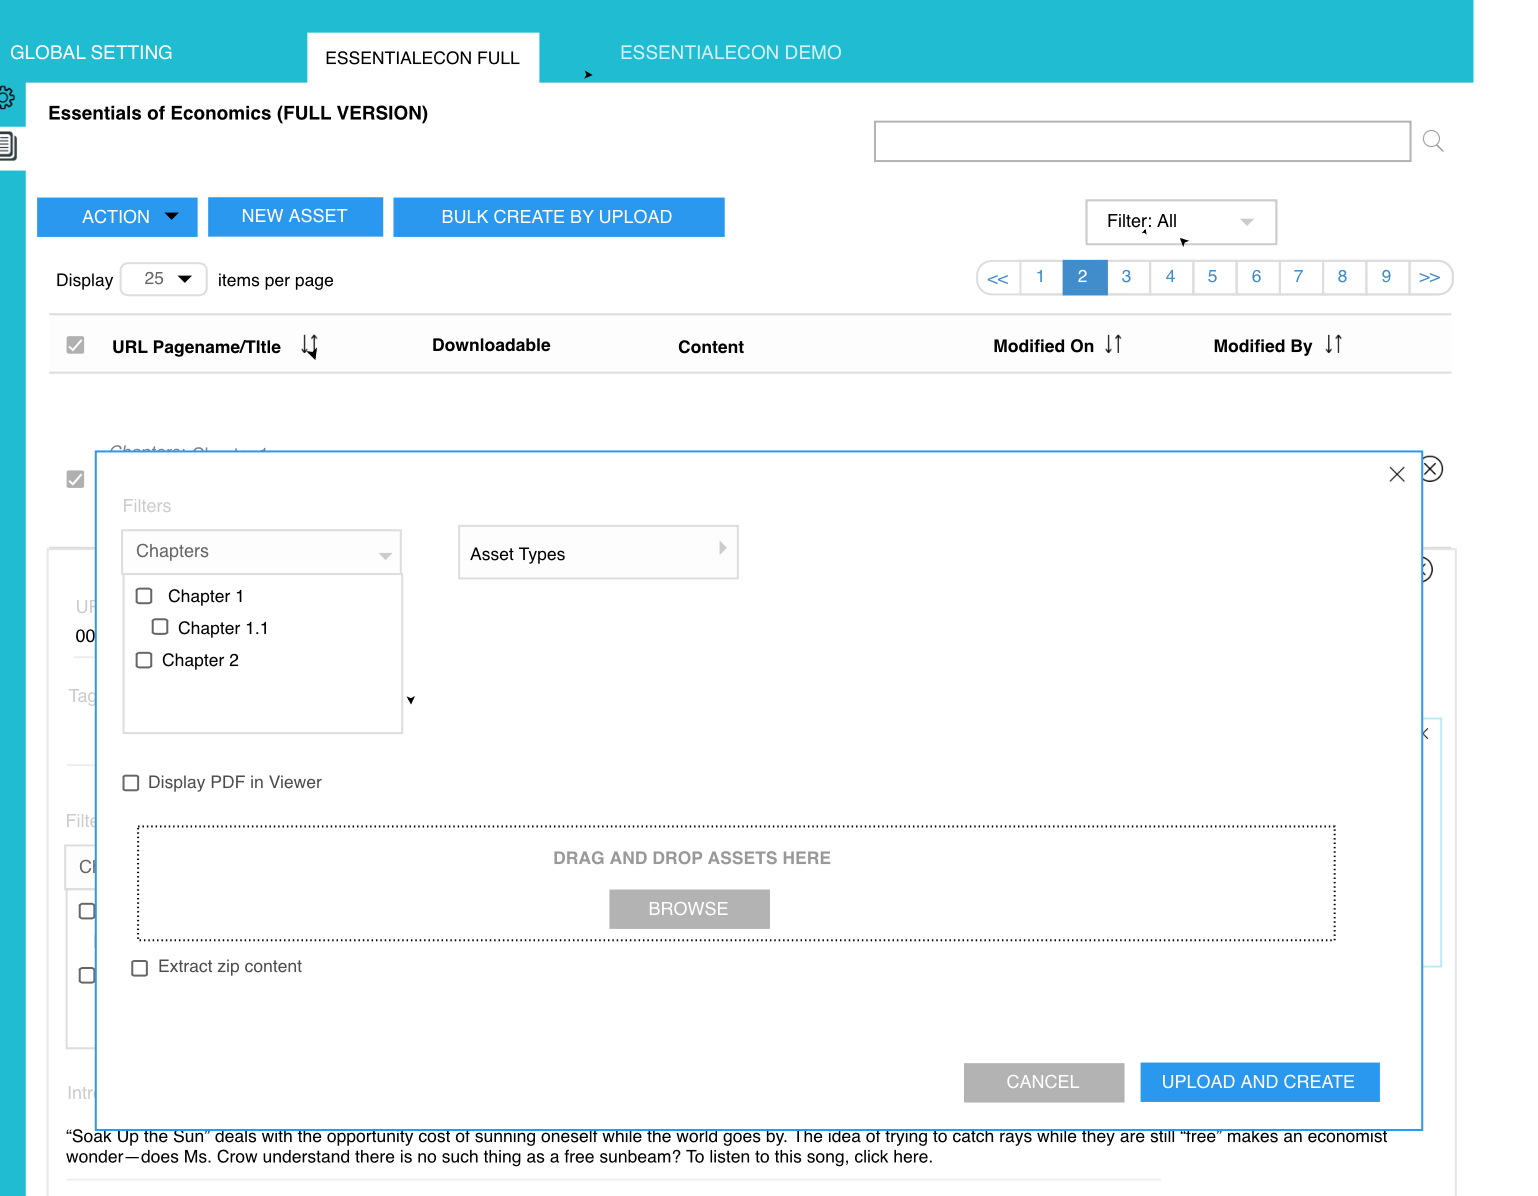 GLOBAL SETTING
ESSENTIALECON FULL
ESSENTIALECON DEMO
Essentials of Economics (FULL VERSION)
ACTION
NEW ASSET
BULK CREATE BY UPLOAD
Filter: All
Display 25 items per page
<< 1 2 3 4 5 6 7 8 9 >>
URL Pagename/TItle
Downloadable
Content
Modified On
Modified By
Chapters: Chapter 1
Filters
Chapters
Asset Types
Chapter 1
Chapter 1.1
Chapter 2
00
Tag
Display PDF in Viewer
Filte
DRAG AND DROP ASSETS HERE
BROWSE
Extract zip content
CANCEL
UPLOAD AND CREATE
Intr
“Soak Up the Sun” deals with the opportunity cost of sunning oneself while the world goes by. The idea of trying to catch rays while they are still “free” makes an economist
wonder—does Ms. Crow understand there is no such thing as a free sunbeam? To listen to this song, click here.